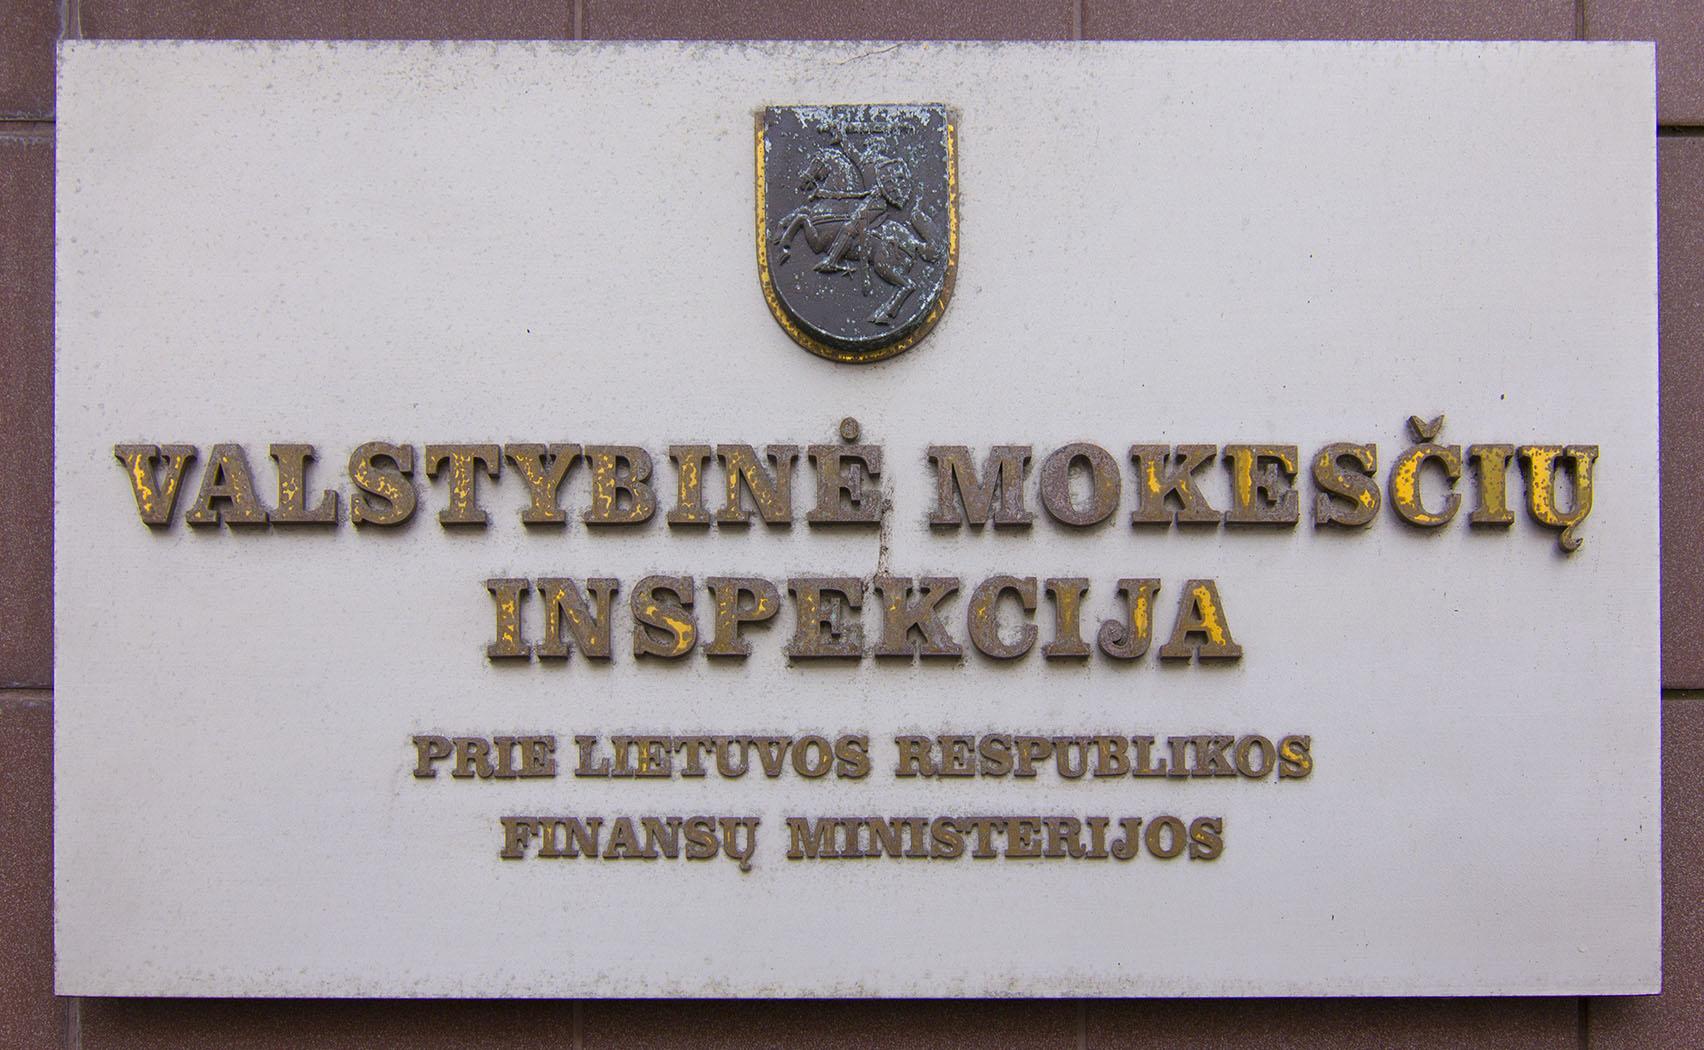 VALSTYBINĖ MOKESČIŲ
INSPEKCIJA
PRIE LIETUVOS RESPUBLIKOS
FINANSŲ MINISTERIJOS